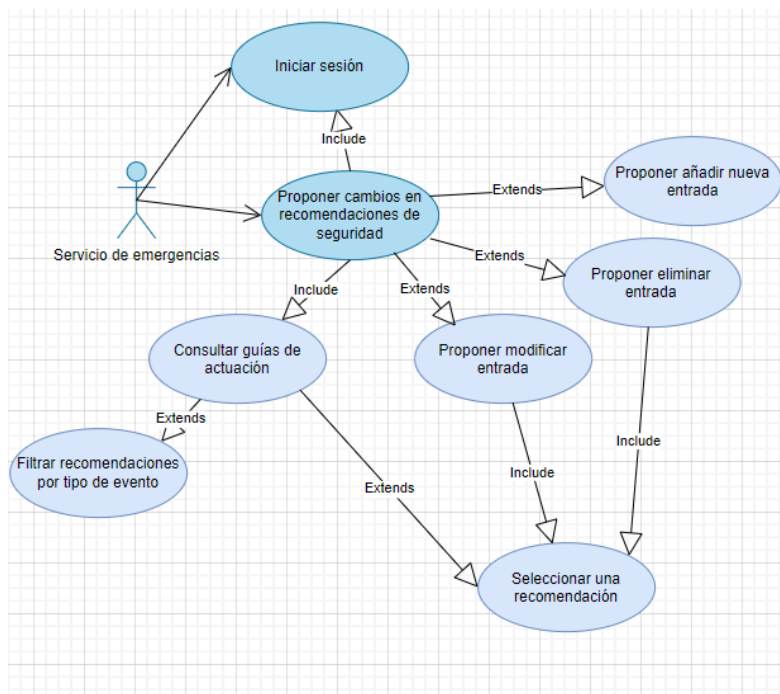 Iniciar sesión
Include
Proponer añadir nueva
entrada
Proponer cambios en
recomendaciones de
seguridad
Extends
Servicio de emergencias
Extends
Proponer eliminar
entrada
Include
Extends
Consultar guías de
actuación
Proponer modificar
entrada
Extends
Filtrar recomendaciones
por tipo de evento
Include
Include
Extends
Seleccionar una
recomendación